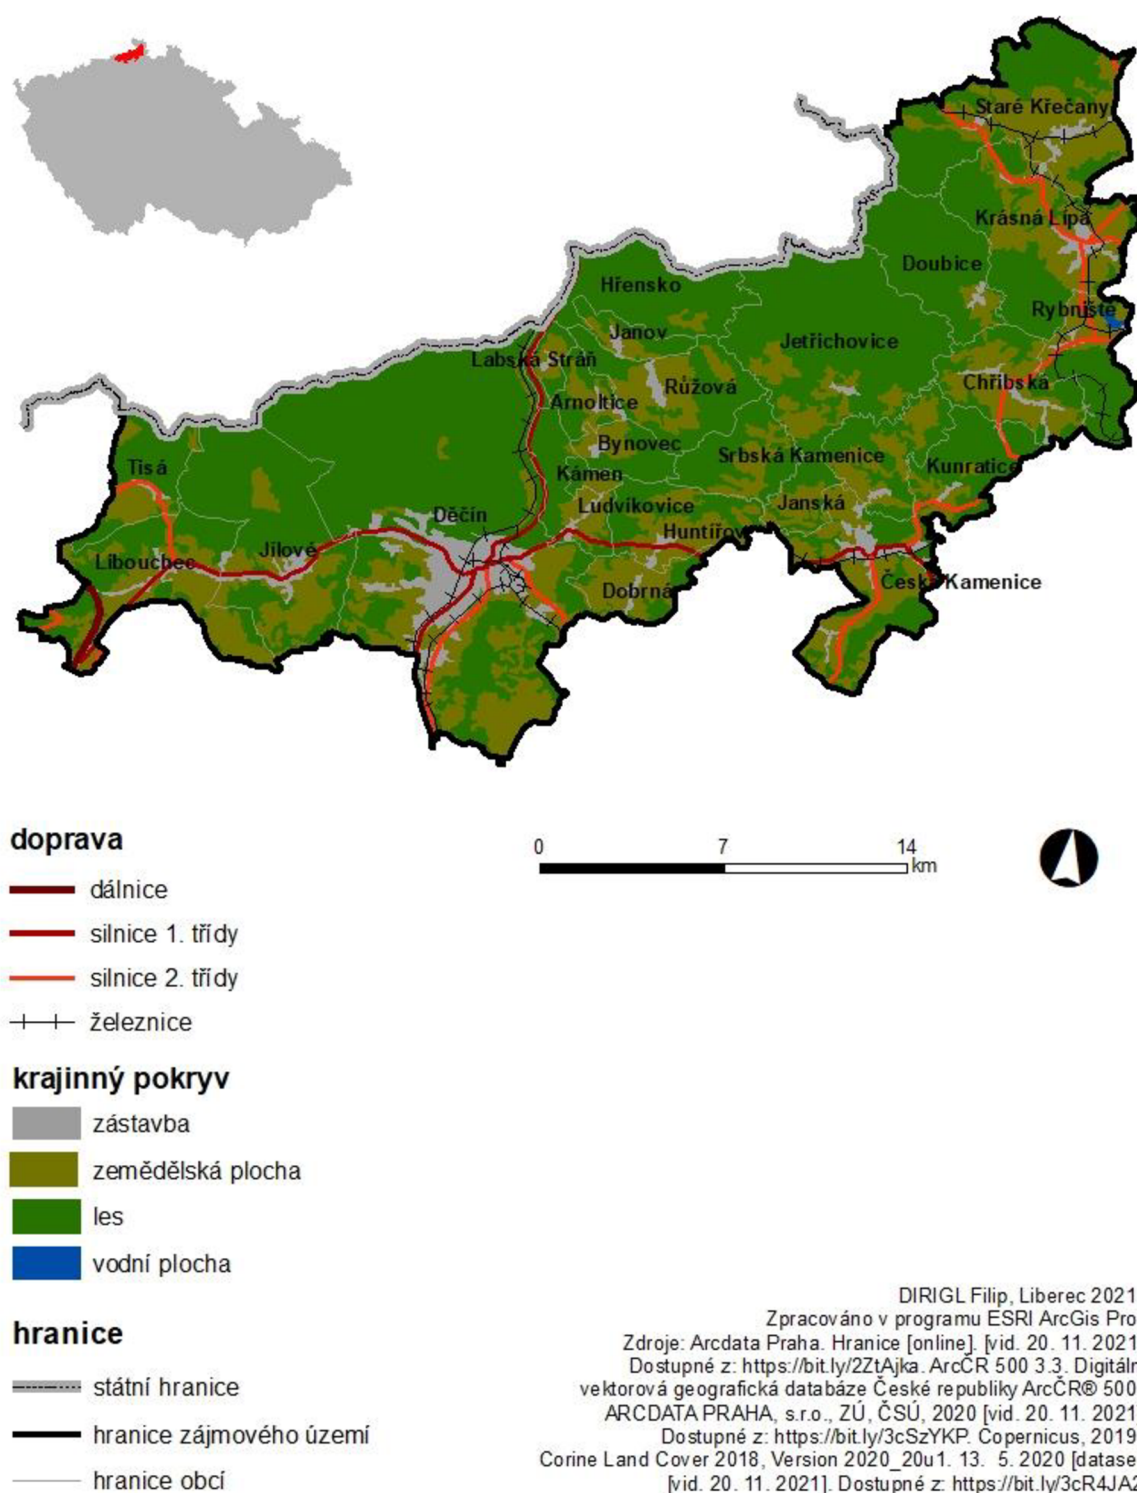 Staré Křečany
Krásná Lípa
Doubice
Hřensko
Rybniště
Janov
Jetřichovice
Labská Stráň
Růžová
Chřibská
Arnoltice
Bynovec
Srbská Kamenice
Kunratice
Tisá
Kámen
Ludvíkovice
Janská
Děčín
Huntířov
Jílové
Libouchec
Dobrná
Česká Kamenice
doprava
dálnice
silnice 1. třídy
silnice 2. třídy
železnice
0 7 14
km
krajinný pokryv
zástavba
zemědělská plocha
les
vodní plocha
hranice
státní hranice
hranice zájmového území
hranice obcí
DIRIGL Filip, Liberec 2021
Zpracováno v programu ESRI ArcGis Pro
Zdroje: Arcdata Praha. Hranice [online]. [vid. 20. 11. 2021
Dostupné z: https://bit.ly/2ZtAjka. ArcČR 500 3.3. Digitáln
vektorová geografická databáze České republiky ArcČR® 500
ARCDATA PRAHA, s.r.o., ZÚ, ČSÚ, 2020 [vid. 20. 11. 2021
Dostupné z: https://bit.ly/3cSzYKP. Copernicus, 2019
Corine Land Cover 2018, Version 2020_20u1. 13. 5. 2020 [datase
[vid. 20. 11. 2021]. Dostupné z: https://bit.ly/3cR4JA2